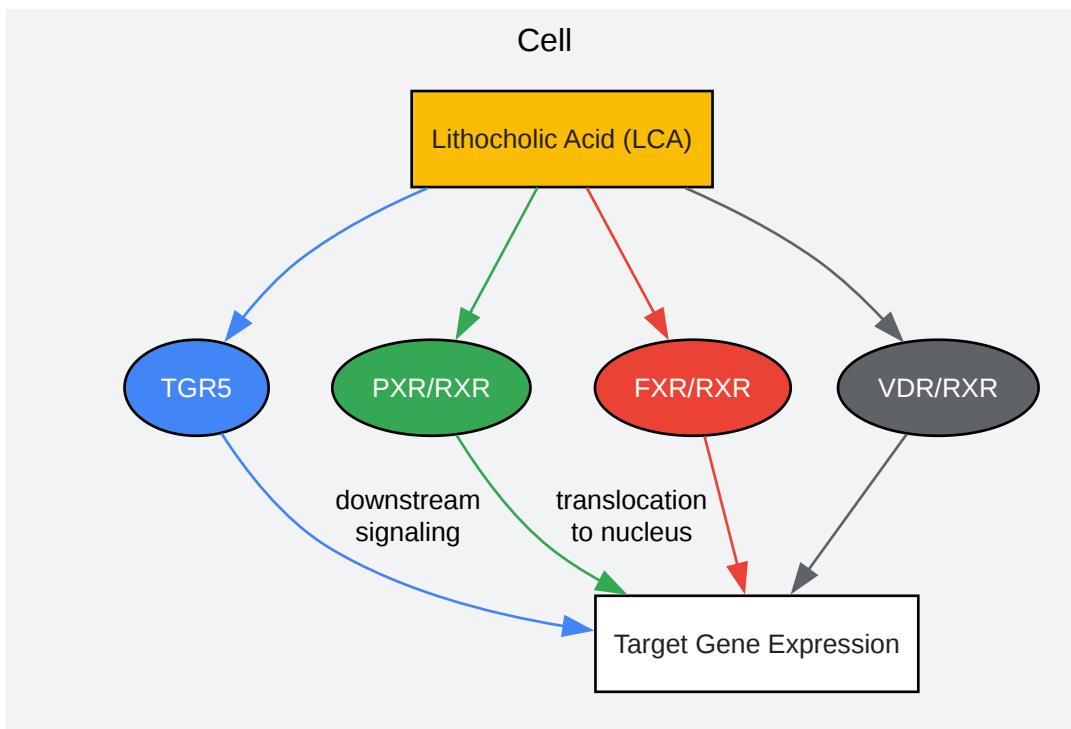 Cell
Lithocholic Acid (LCA)
TGR5
PXR/RXR
FXR/RXR
VDR/RXR
downstream
signaling
translocation
to nucleus
Target Gene Expression